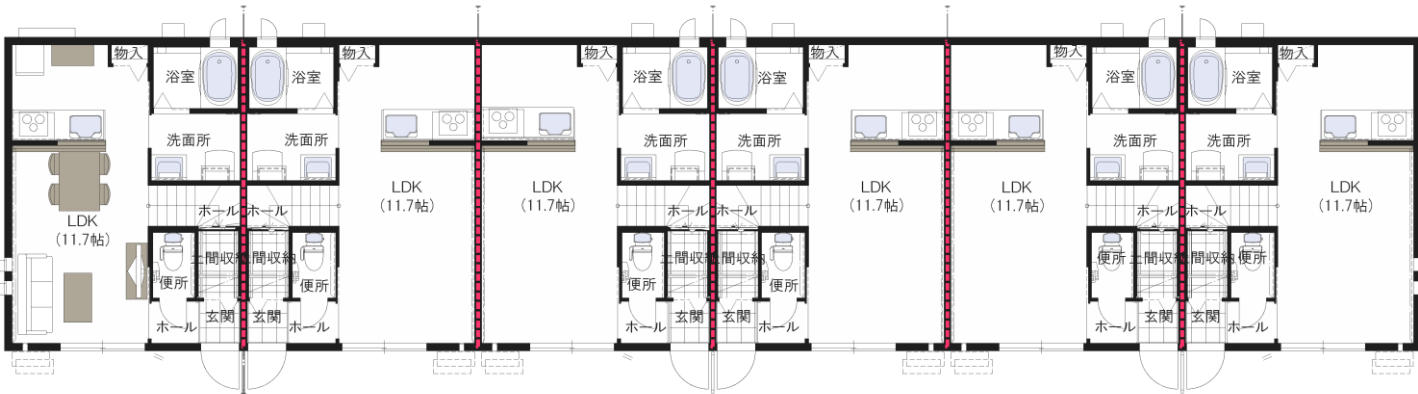 物入 物入 物入 物入 物入 物入
浴室 浴室 浴室 浴室 浴室 浴室
洗面所 洗面所 洗面所 洗面所 洗面所 洗面所
LDK
(11.7帖)
LDK
(11.7帖)
LDK
(11.7帖)
LDK
(11.7帖)
LDK
(11.7帖)
LDK
(11.7帖)
ホール ホール ホール ホール ホール ホール
土間収納 土間収納 土間収納 土間収納 土間収納 土間収納
便所 便所 便所 便所 便所 便所
ホール 玄関 玄関 ホール ホール 玄関 玄関 ホール ホール 玄関 玄関 ホール